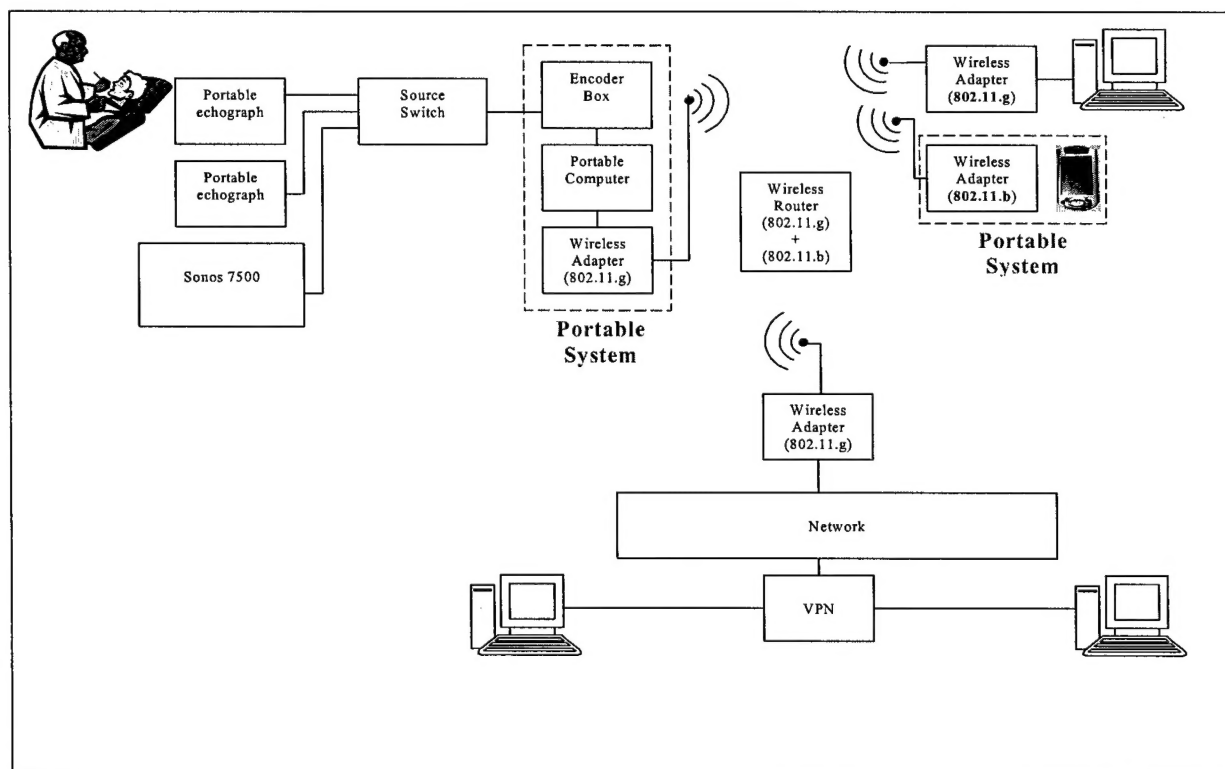 Portable
echograph
Portable
echograph
Sonos 7500
Source
Switch
Encoder
Box
Portable
Computer
Wireless
Adapter
(802.11.g)
Portable
System
Wireless
Router
(802.11.g)
+
(802.11.b)
Wireless
Adapter
(802.11.g)
Wireless
Adapter
(802.11.b)
Portable
System
Wireless
Adapter
(802.11.g)
Network
VPN